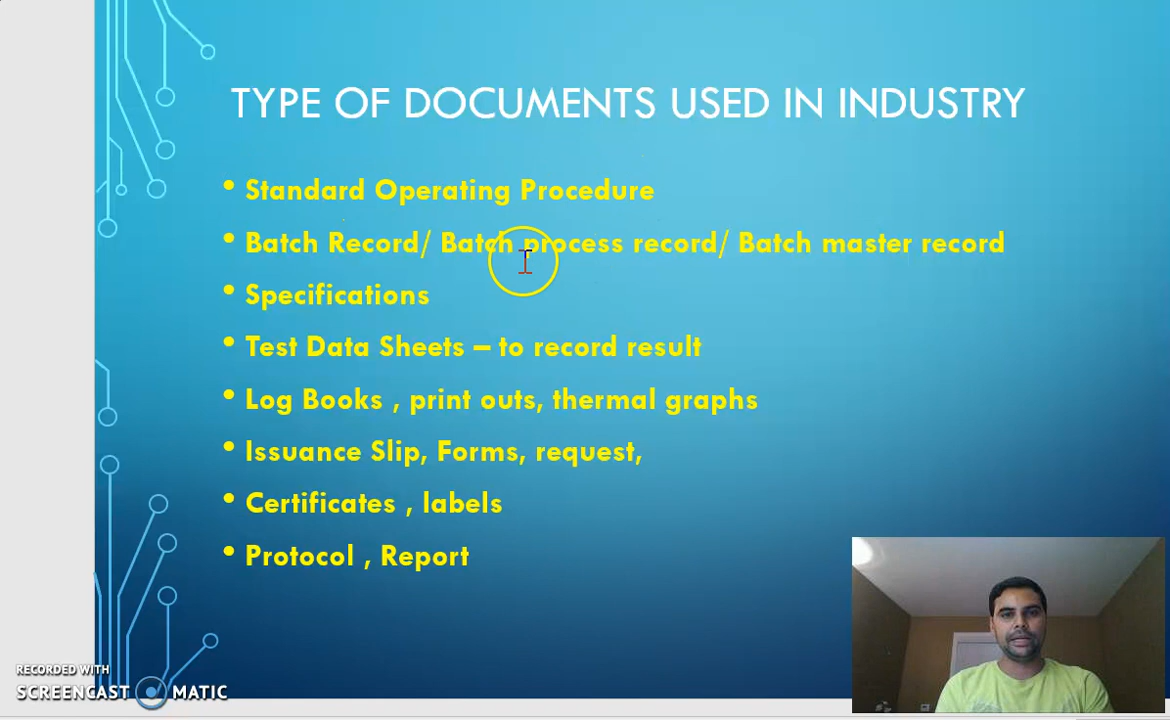 TYPE OF DOCUMENTS USED IN INDUSTRY
• Standard Operating Procedure
• Batch Record/ Batch process record/ Batch master record
• Specifications
• Test Data Sheets – to record result
• Log Books , print outs, thermal graphs
• Issuance Slip, Forms, request,
• Certificates , labels
• Protocol , Report
RECORDED WITH
SCREENCAST MATIC